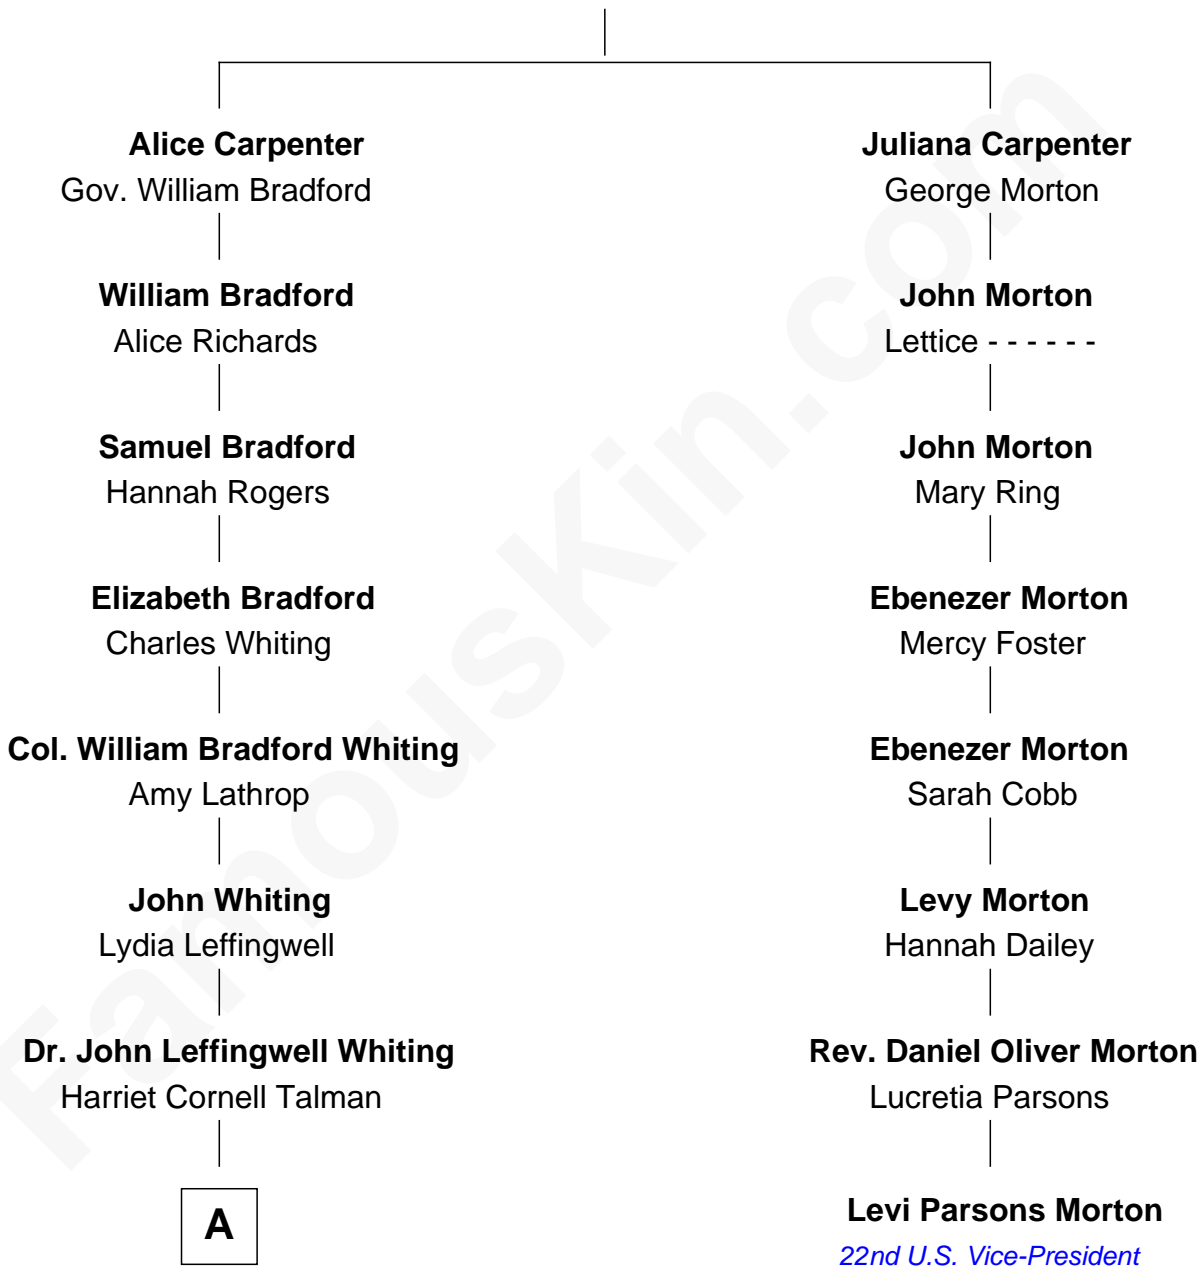 Alice Carpenter
Gov. William Bradford
William Bradford
Alice Richards
Samuel Bradford
Hannah Rogers
Elizabeth Bradford
Charles Whiting
Col. William Bradford Whiting
Amy Lathrop
John Whiting
Lydia Leffingwell
Dr. John Leffingwell Whiting
Harriet Cornell Talman
A
Juliana Carpenter
George Morton
John Morton
Lettice - - - - - -
John Morton
Mary Ring
Ebenezer Morton
Mercy Foster
Ebenezer Morton
Sarah Cobb
Levy Morton
Hannah Dailey
Rev. Daniel Oliver Morton
Lucretia Parsons
Levi Parsons Morton
22nd U.S. Vice-President
FamousKin.com